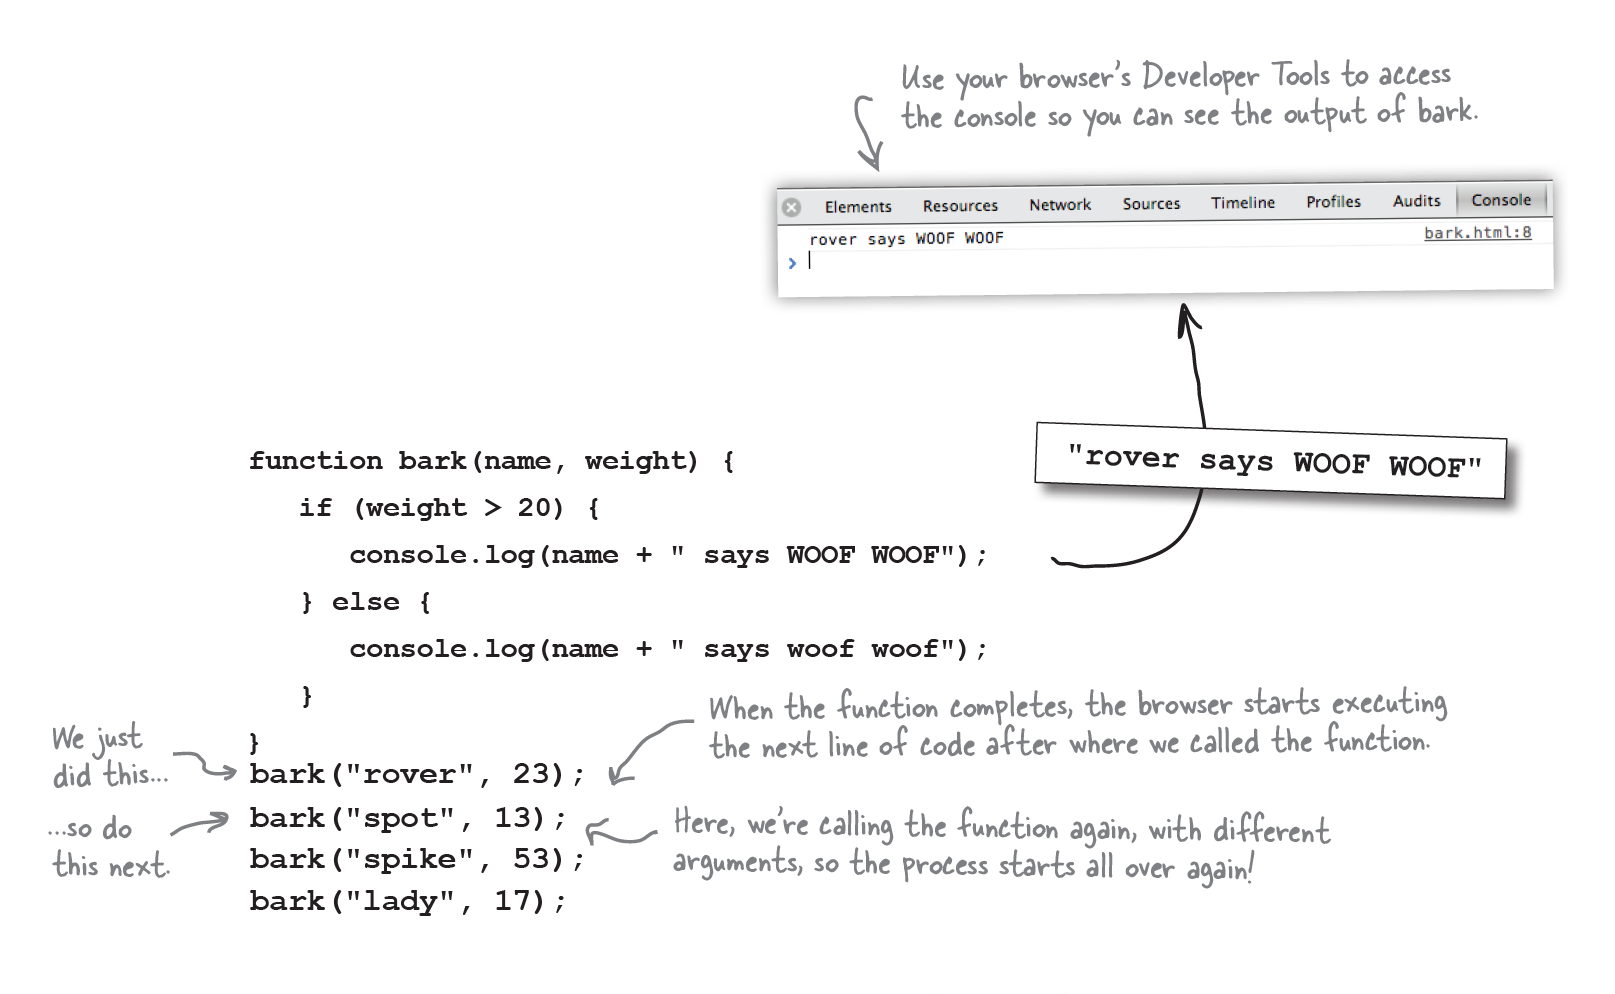 Use your browser's Developer Tools to access
the console so you can see the output of bark.
Elements Resources Network Sources Timeline Profiles Audits Console
rover says WOOF WOOF bark.html:8
>
"rover says WOOF WOOF"
function bark(name, weight) {
if (weight > 20) {
console.log(name + " says WOOF WOOF");
} else {
console.log(name + " says woof woof");
}
}
When the function completes, the browser starts executing
the next line of code after where we called the function.
We just
did this...
bark("rover", 23);
...so do
this next.
bark("spot", 13);
bark("spike", 53);
bark("lady", 17);
Here, we're calling the function again, with different
arguments, so the process starts all over again!